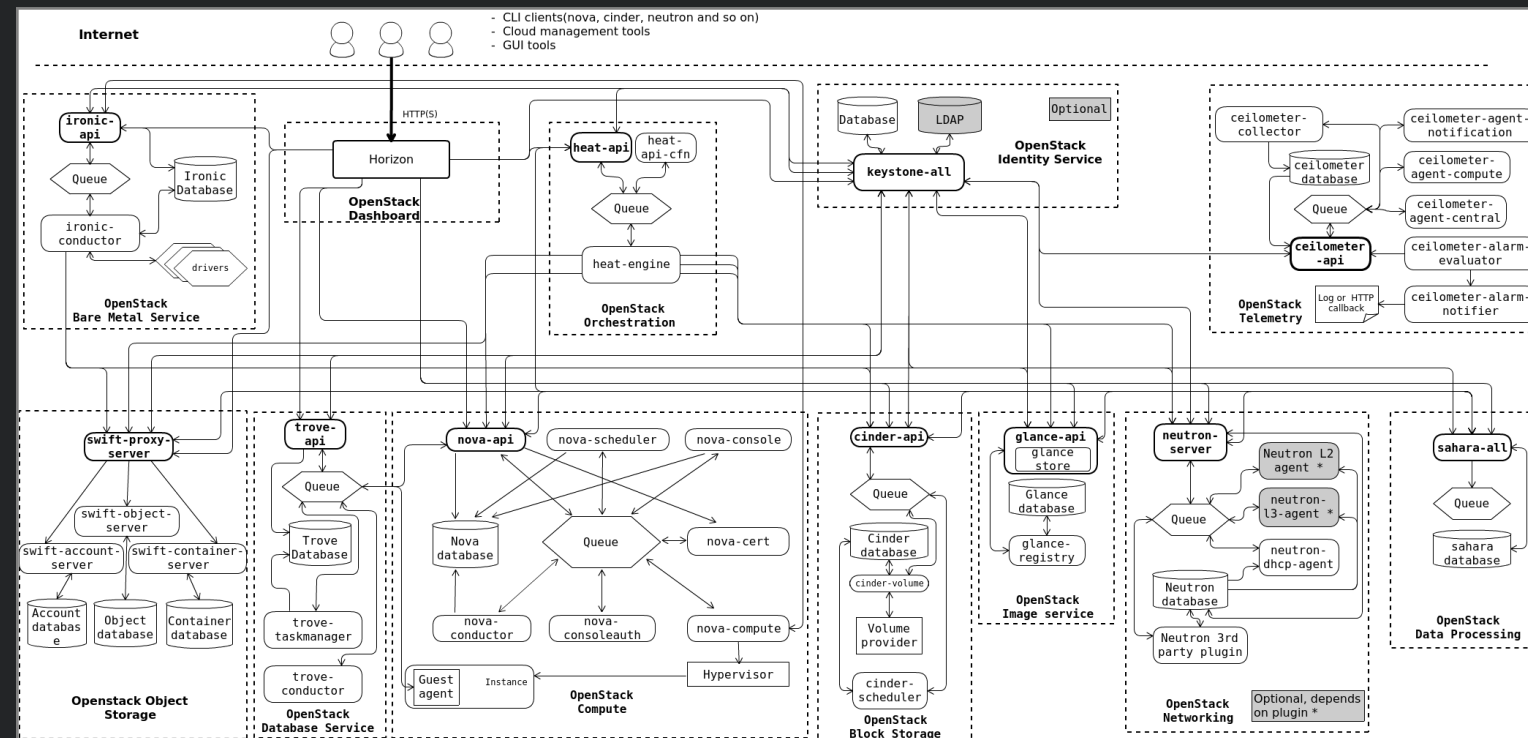 Internet
- CLI clients(nova, cinder, neutron and so on)
- Cloud management tools
- GUI tools
HTTP(S)
ironic-
api
Queue
Ironic
Database
ironic-
conductor
drivers
OpenStack
Bare Metal Service
Horizon
OpenStack
Dashboard
heat-api
heat-
api-cfn
Queue
heat-engine
OpenStack
Orchestration
Database
LDAP
Optional
OpenStack
Identity Service
keystone-all
ceilometer-
collector
ceilometer-agent-
notification
ceilometer
database
ceilometer-
agent-compute
Queue
ceilometer-
agent-central
ceilometer
-api
ceilometer-alarm-
evaluator
OpenStack
Telemetry
Log or HTTP
callback
ceilometer-alarm-
notifier
swift-proxy-
server
swift-object-
server
swift-account-
server
swift-container-
server
Account
databas
e
Object
database
Container
database
Openstack Object
Storage
trove-
api
Queue
Trove
Database
trove-
taskmanager
trove-
conductor
OpenStack
Database Service
nova-api
nova-scheduler
nova-console
Nova
database
Queue
nova-cert
nova-
conductor
nova-
consoleauth
nova-compute
Guest
agent
Instance
Hypervisor
OpenStack
Compute
cinder-api
Queue
Cinder
database
cinder-volume
Volume
provider
cinder-
scheduler
OpenStack
Block Storage
glance-api
glance
store
Glance
database
glance-
registry
OpenStack
Image service
neutron-
server
Neutron L2
agent *
Queue
neutron-
l3-agent *
neutron-
dhcp-agent
Neutron
database
Neutron 3rd
party plugin
OpenStack
Networking
Optional, depends
on plugin *
sahara-all
Queue
sahara
database
OpenStack
Data Processing